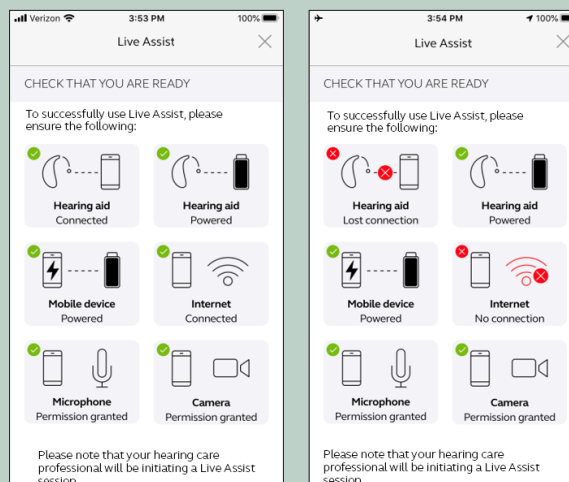 Verizon 3:53 PM 100%
Live Assist
CHECK THAT YOU ARE READY
To successfully use Live Assist, please
ensure the following:
Hearing aid
Connected
Hearing aid
Powered
Mobile device
Powered
Internet
Connected
Microphone
Permission granted
Camera
Permission granted
Please note that your hearing care
professional will be initiating a Live Assist
session
3:54 PM 100%
Live Assist
CHECK THAT YOU ARE READY
To successfully use Live Assist, please
ensure the following:
Hearing aid
Lost connection
Hearing aid
Powered
Mobile device
Powered
Internet
No connection
Microphone
Permission granted
Camera
Permission granted
Please note that your hearing care
professional will be initiating a Live Assist
session